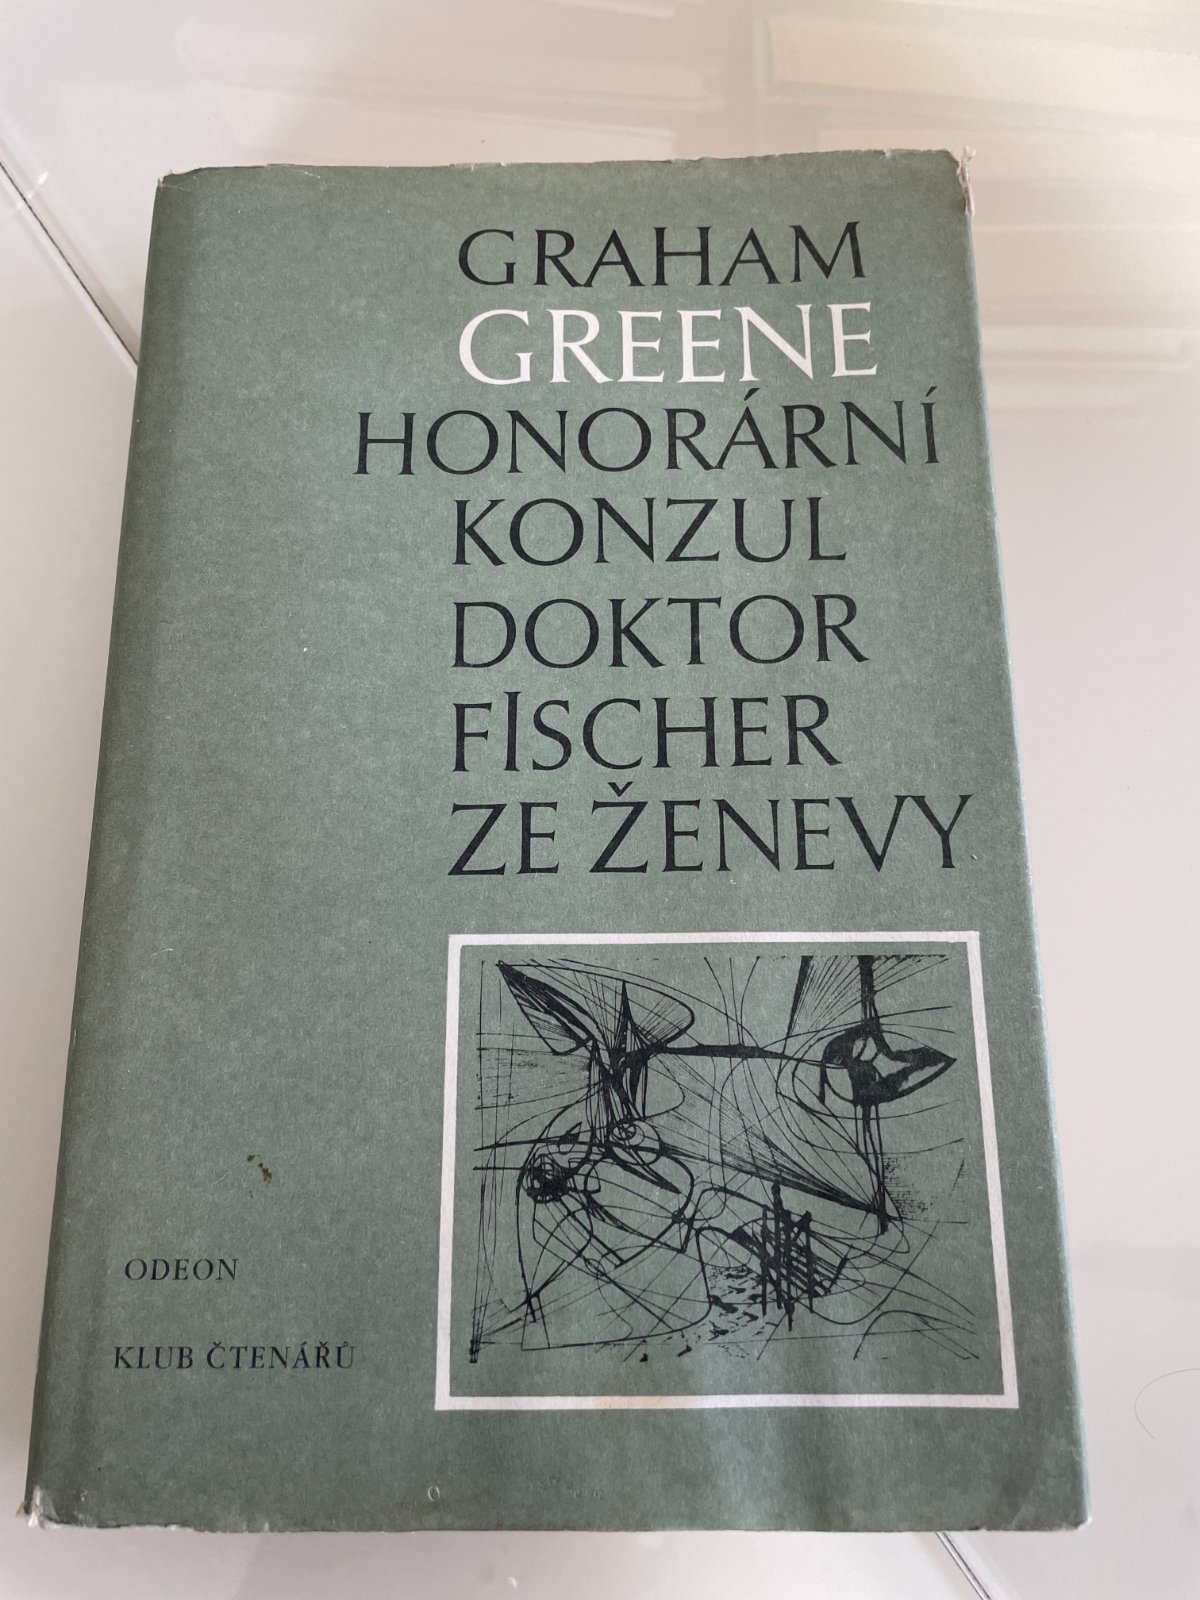 GRAHAM
GREENE
HONORÁRNÍ
KONZUL
DOKTOR
FISCHER
ZE ŽENEVY
ODEON
KLUB ČTENÁŘŮ